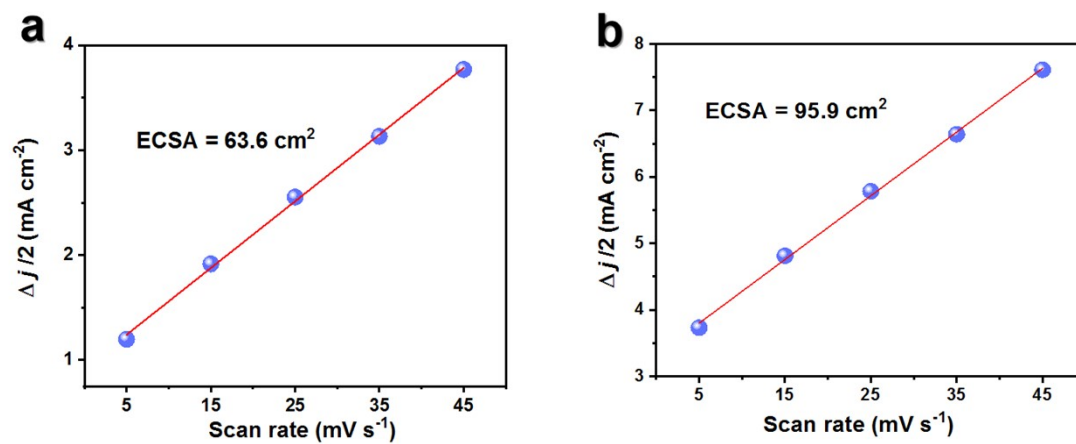 a
4
3
2
1
Δ j /2 (mA cm⁻²)
ECSA = 63.6 cm²
5 15 25 35 45
Scan rate (mV s⁻¹)
b
8
7
6
5
4
3
Δ j /2 (mA cm⁻²)
ECSA = 95.9 cm²
5 15 25 35 45
Scan rate (mV s⁻¹)